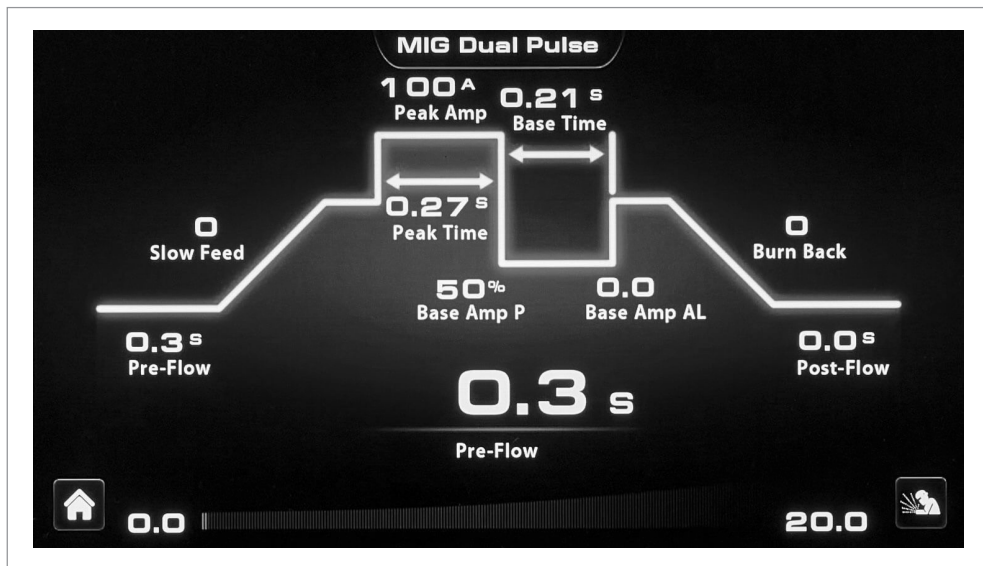 MIG Dual Pulse
100 A
Peak Amp
0.21 s
Base Time
0.27 s
Peak Time
0
Slow Feed
0
Burn Back
50%
Base Amp P
0.0
Base Amp AL
0.3 s
Pre-Flow
0.0 s
Post-Flow
0.3 s
Pre-Flow
0.0
20.0